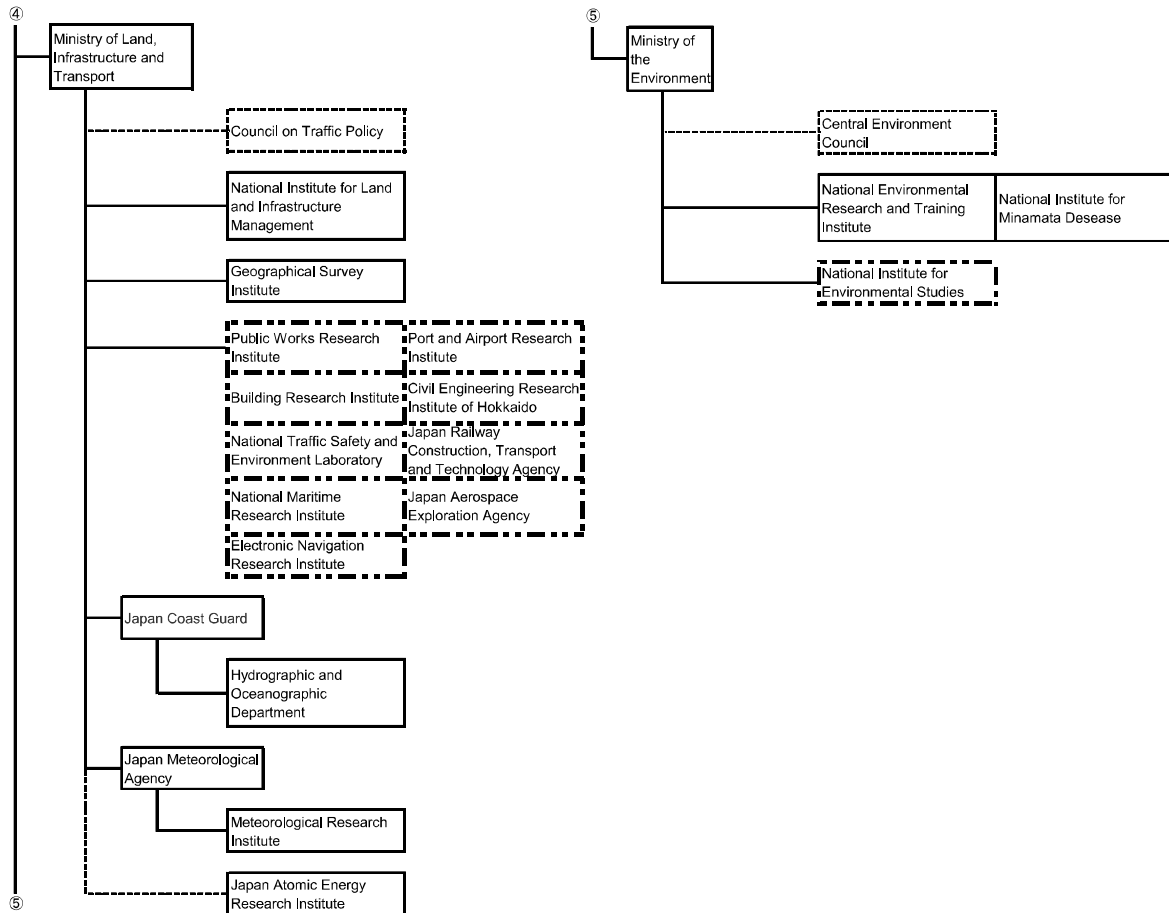 ④
Ministry of Land,
Infrastructure and
Transport
Council on Traffic Policy
National Institute for Land
and Infrastructure
Management
Geographical Survey
Institute
Public Works Research
Institute
Port and Airport Research
Institute
Building Research Institute
Civil Engineering Research
Institute of Hokkaido
National Traffic Safety and
Environment Laboratory
Japan Railway
Construction, Transport
and Technology Agency
National Maritime
Research Institute
Japan Aerospace
Exploration Agency
Electronic Navigation
Research Institute
Japan Coast Guard
Hydrographic and
Oceanographic
Department
Japan Meteorological
Agency
Meteorological Research
Institute
Japan Atomic Energy
Research Institute
⑤
⑤
Ministry of
the
Environment
Central Environment
Council
National Environmental
Research and Training
Institute
National Institute for
Minamata Desease
National Institute for
Environmental Studies